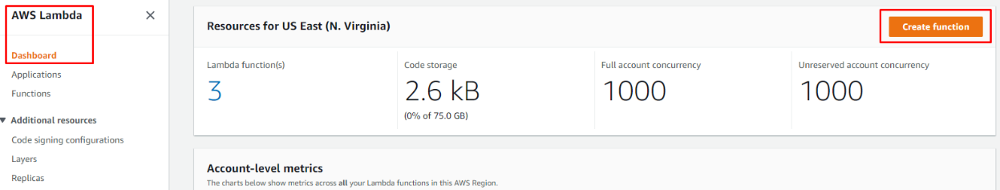 AWS Lambda
Dashboard
Applications
Functions
Additional resources
Code signing configurations
Layers
Replicas
Resources for US East (N. Virginia)
Create function
Lambda function(s)
3
Code storage
2.6 kB
(0% of 75.0 GB)
Full account concurrency
1000
Unreserved account concurrency
1000
Account-level metrics
The charts below show metrics across all your Lambda functions in this AWS Region.